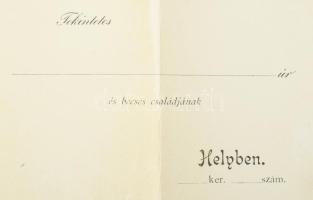 Tekintetes
úr
és becses családjának
Helyben.
ker. szám.